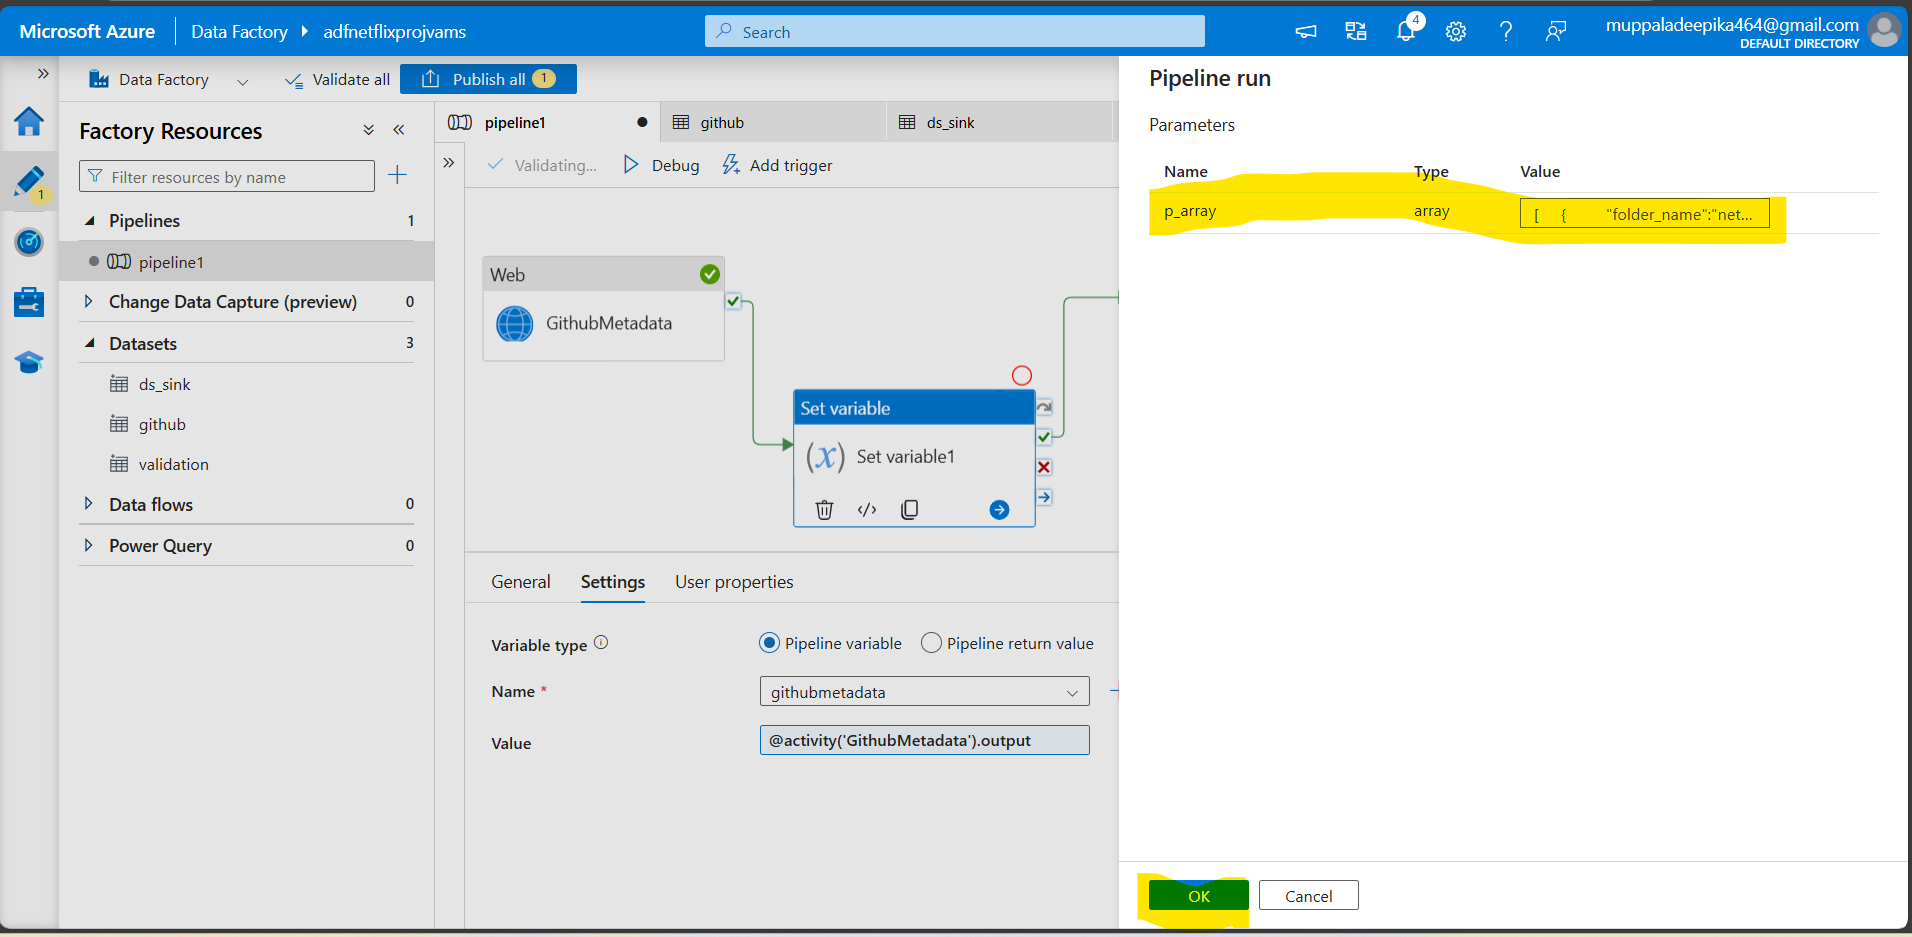 Microsoft Azure
Data Factory
adfnetflixprojvams
Search
4
muppaladeepika464@gmail.com
DEFAULT DIRECTORY
1
Data Factory
Validate all
Publish all 1
Factory Resources
Filter resources by name
Pipelines 1
pipeline1
Change Data Capture (preview) 0
Datasets 3
ds_sink
github
validation
Data flows 0
Power Query 0
pipeline1
github
ds_sink
Validating...
Debug
Add trigger
Web
GithubMetadata
Set variable
(x) Set variable1
</>
General
Settings
User properties
Variable type
Pipeline variable
Pipeline return value
Name *
githubmetadata
Value
@activity('GithubMetadata').output
Pipeline run
Parameters
Name Type Value
p_array array [ { "folder_name":"net...
OK
Cancel